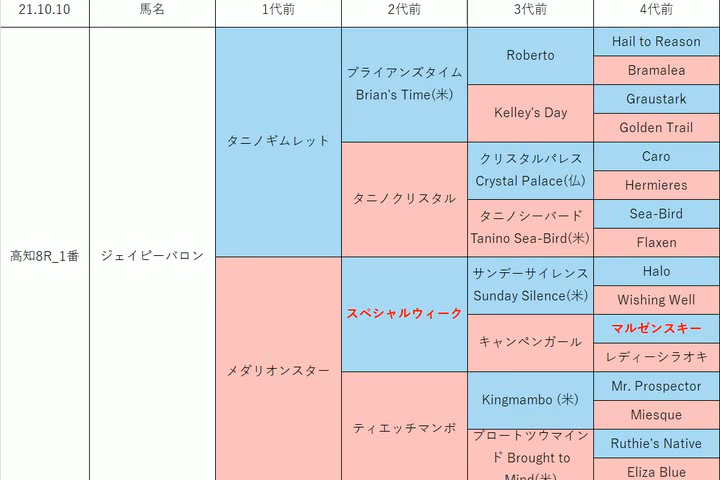 21.10.10 馬名 1代前 2代前 3代前 4代前
高知8R_1番
ジェイピーバロン
タニノギムレット
ブライアンズタイム
Brian's Time(米)
Roberto
Hail to Reason
Bramalea
Kelley's Day
Graustark
Golden Trail
タニノクリスタル
クリスタルパレス
Crystal Palace(仏)
Caro
Hermieres
タニノシーバード
Tanino Sea-Bird(米)
Sea-Bird
Flaxen
メダリオンスター
スペシャルウィーク
サンデーサイレンス
Sunday Silence(米)
Halo
Wishing Well
キャンペンガール
マルゼンスキー
レディーシラオキ
ティエッチマンボ
Kingmambo (米)
Mr. Prospector
Miesque
ブロートツウマイン
ド Brought to
Mind(米)
Ruthie's Native
Eliza Blue